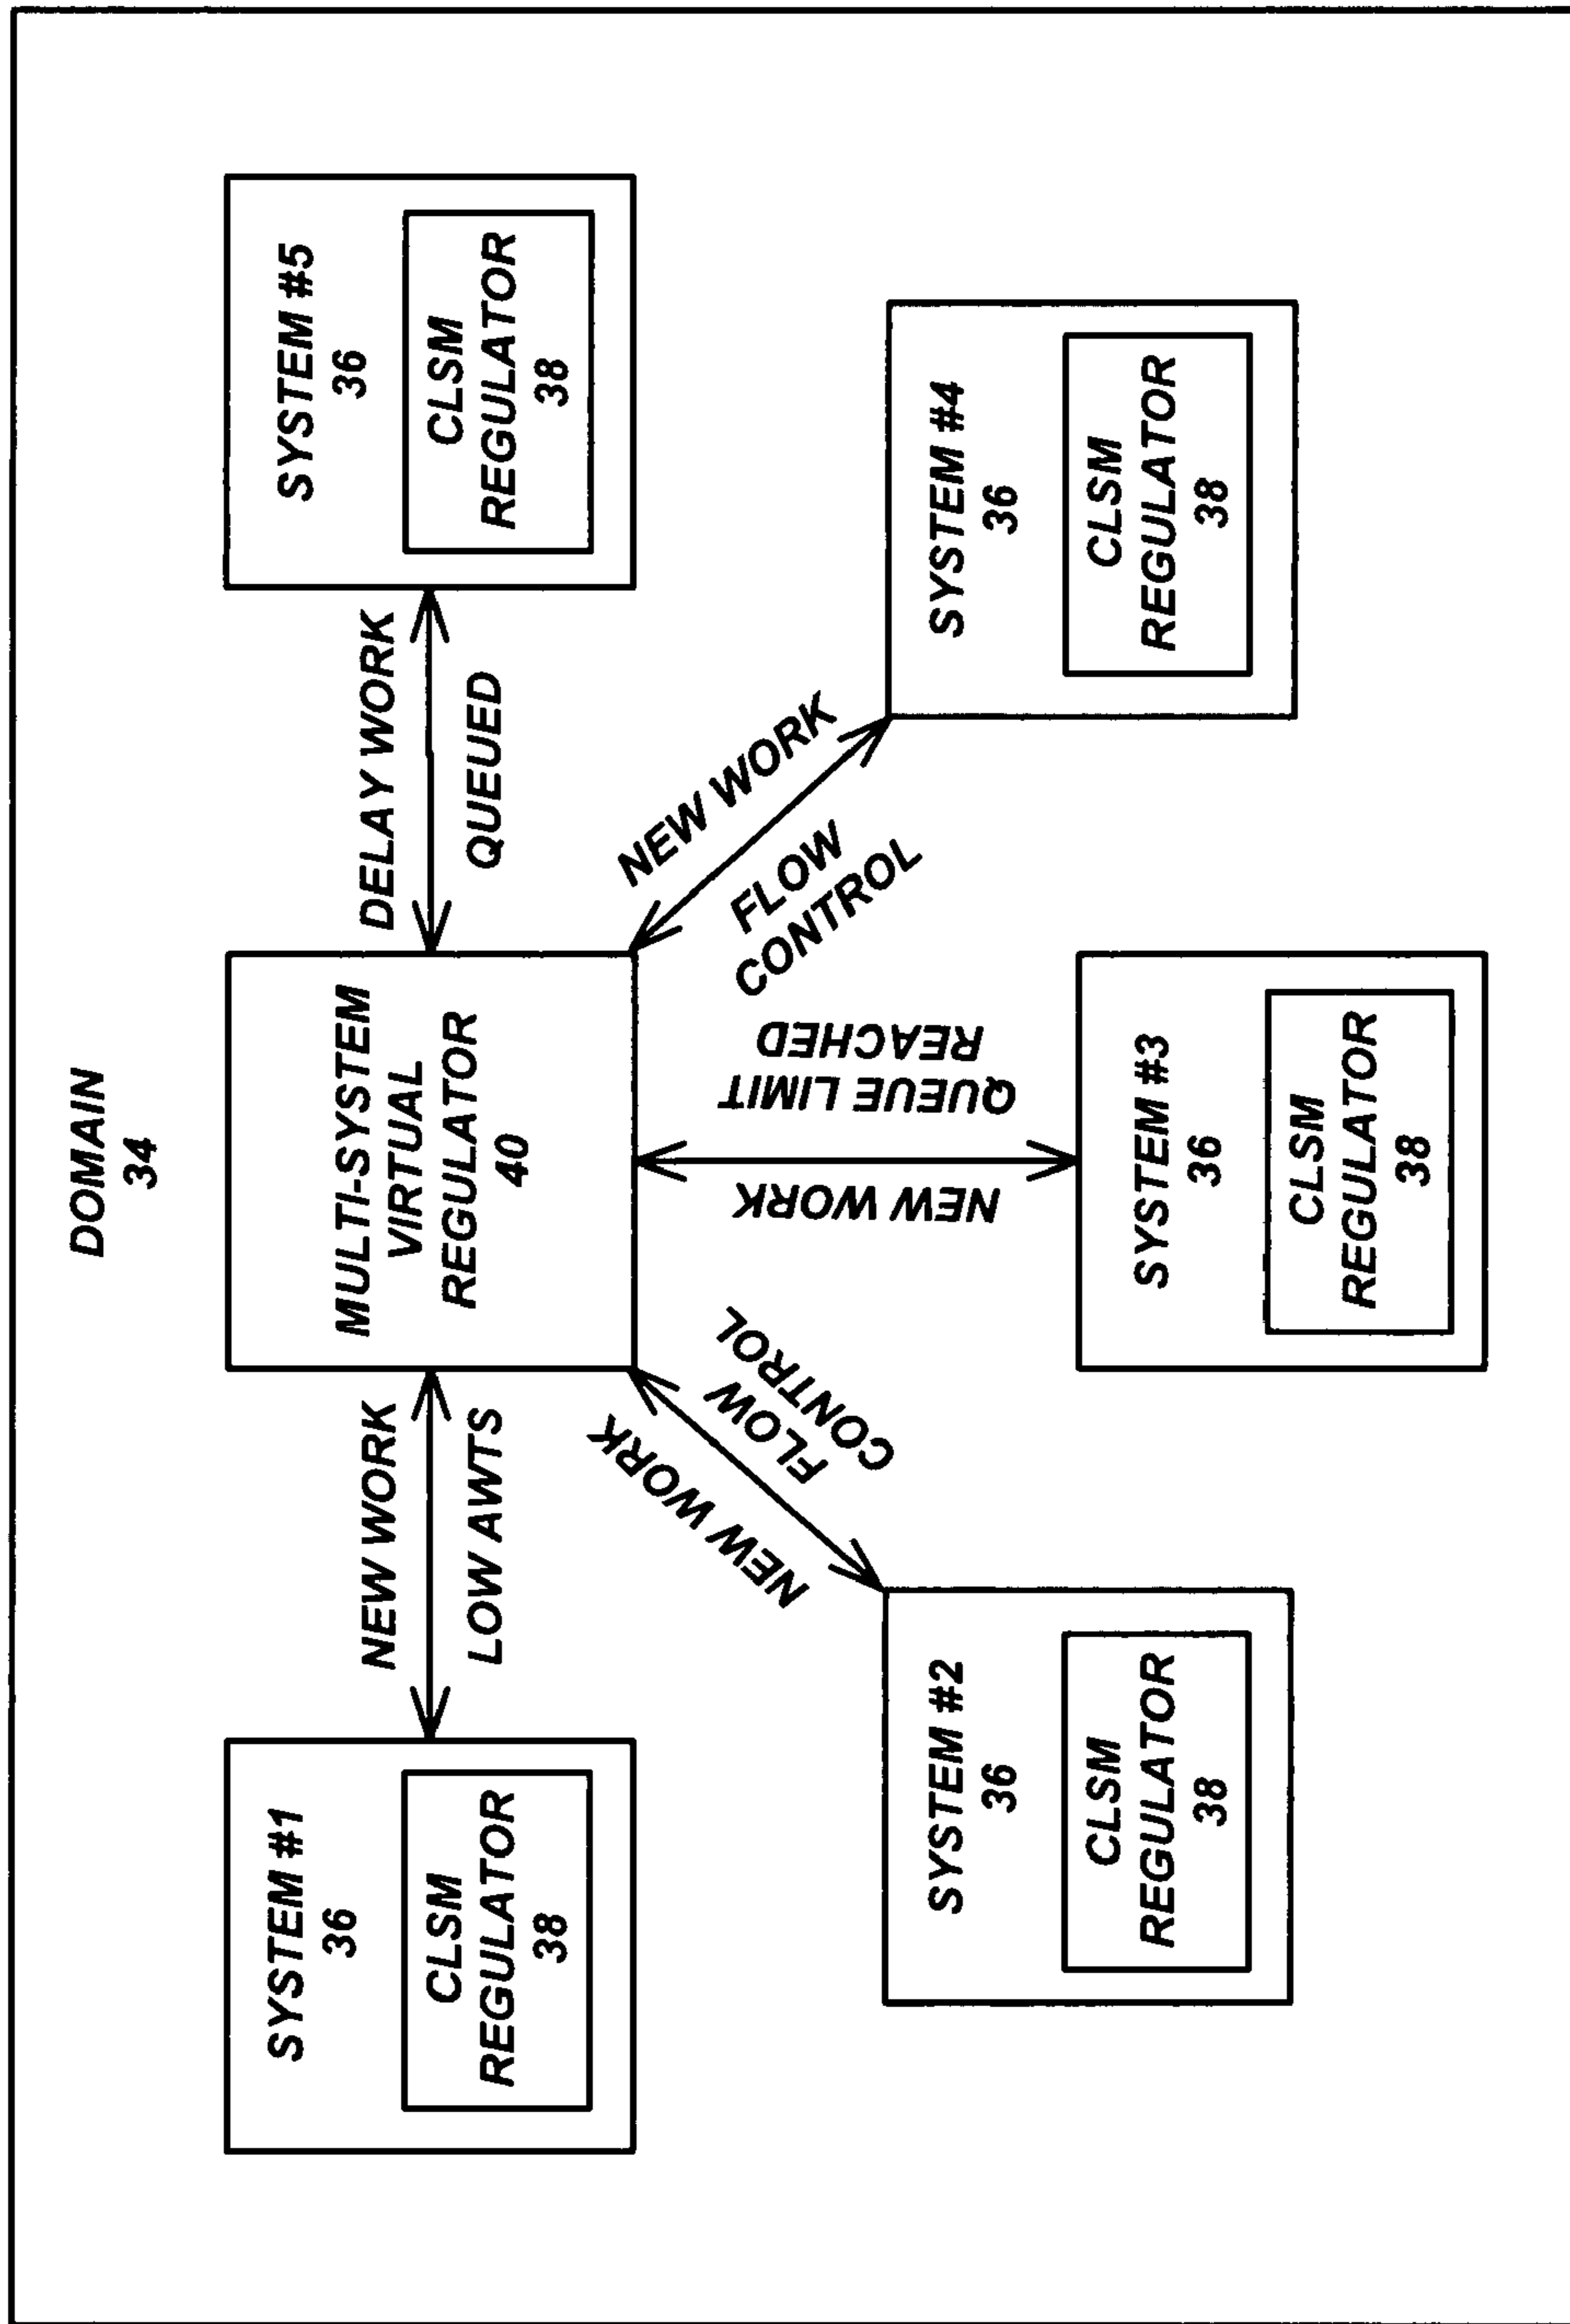 DOMAIN
34
SYSTEM #1
36
CLSM
REGULATOR
38
NEW WORK
LOW AWTS
MULTI-SYSTEM
VIRTUAL
REGULATOR
40
DELAY WORK
QUEUED
SYSTEM #5
36
CLSM
REGULATOR
38
NEW WORK
FLOW
CONTROL
SYSTEM #2
36
CLSM
REGULATOR
38
NEW WORK
QUEUE LIMIT
REACHED
SYSTEM #3
36
CLSM
REGULATOR
38
NEW WORK
FLOW
CONTROL
SYSTEM #4
36
CLSM
REGULATOR
38